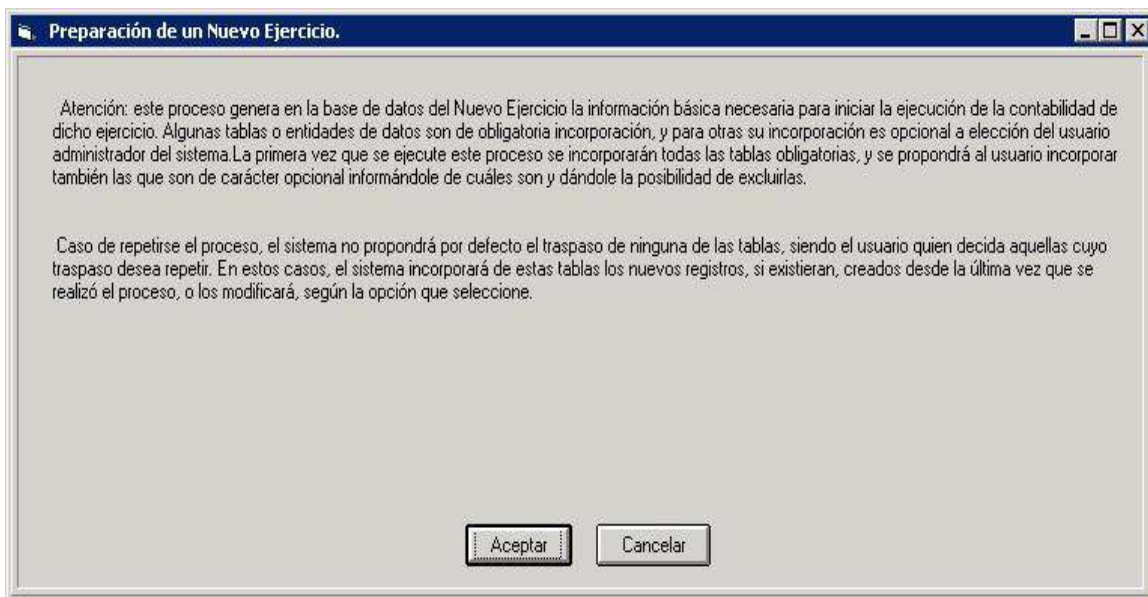 Preparación de un Nuevo Ejercicio.
Atención: este proceso genera en la base de datos del Nuevo Ejercicio la información básica necesaria para iniciar la ejecución de la contabilidad de
dicho ejercicio. Algunas tablas o entidades de datos son de obligatoria incorporación, y para otras su incorporación es opcional a elección del usuario
administrador del sistema.La primera vez que se ejecute este proceso se incorporarán todas las tablas obligatorias, y se propondrá al usuario incorporar
también las que son de carácter opcional informándole de cuáles son y dándole la posibilidad de excluirlas.
Caso de repetirse el proceso, el sistema no propondrá por defecto el traspaso de ninguna de las tablas, siendo el usuario quien decida aquellas cuyo
traspaso desea repetir. En estos casos, el sistema incorporará de estas tablas los nuevos registros, si existieran, creados desde la última vez que se
realizó el proceso, o los modificará, según la opción que seleccione.
Aceptar Cancelar